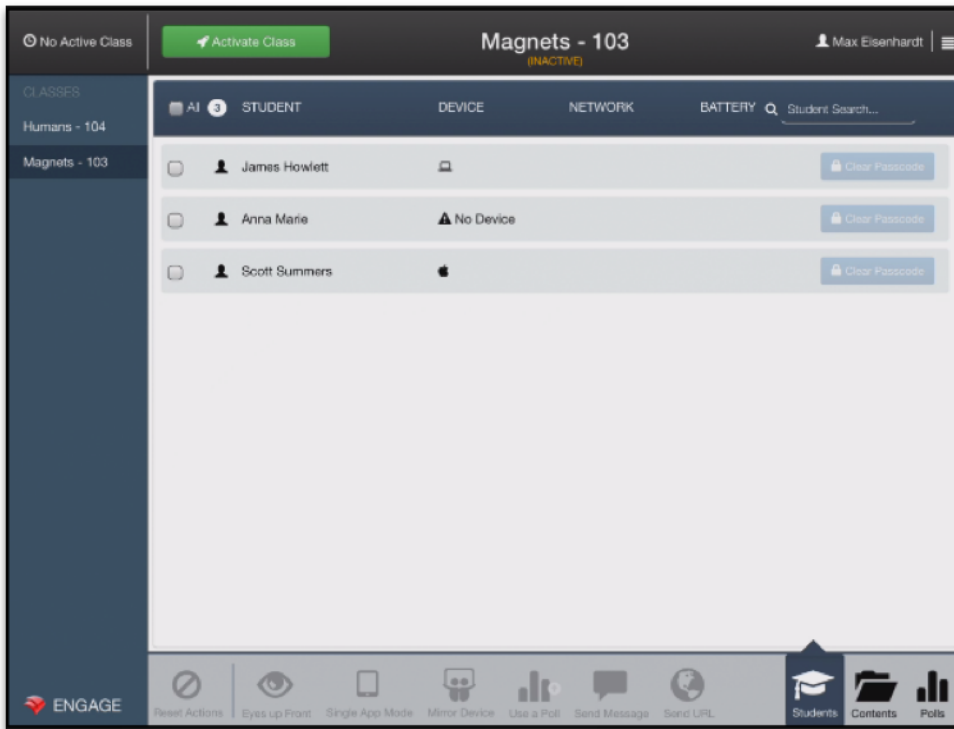 No Active Class
Activate Class
Magnets - 103
(INACTIVE)
Max Eisenhardt
CLASSES
Humans - 104
Magnets - 103
Al 3 STUDENT DEVICE NETWORK BATTERY Student Search...
James Howlett Clear Passcode
Anna Marie No Device Clear Passcode
Scott Summers Clear Passcode
ENGAGE
Reset Actions Eyes up Front Single App Mode Mirror Device Use a Poll Send Message Send URL Students Contents Polls